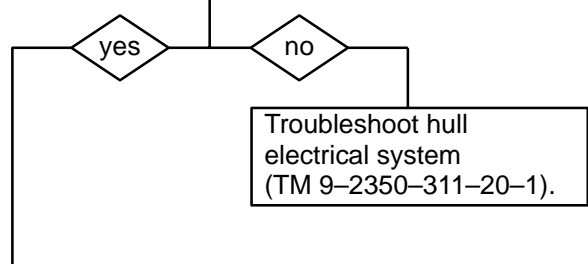 yes
no
Troubleshoot hull
electrical system
(TM 9–2350–311–20–1).